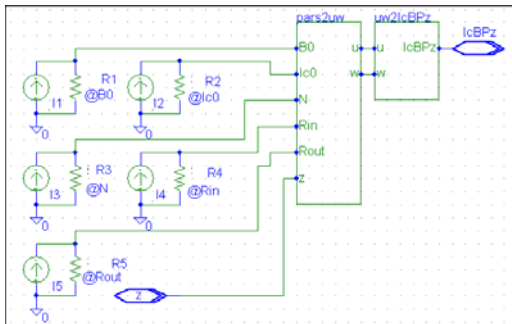 pars2uw uw2IcBPz
B0 u u IcBPz IcBPz
R1 R2 Ic0 w w
@B0 @Ic0
I1 I2 N
0 0
Rin
R3 R4 Rout
@N @Rin
I3 I4 z
0 0
R5
@Rout
I5 z
0